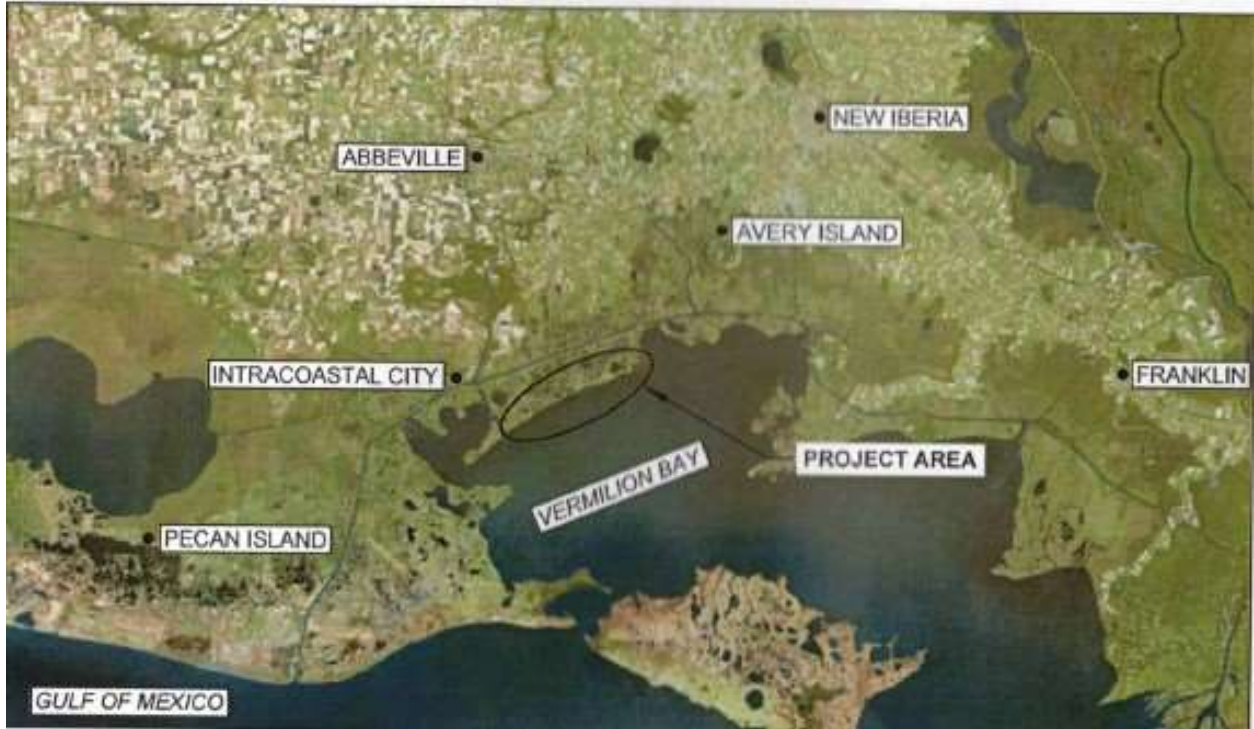 NEW IBERIA
ABBEVILLE
AVERY ISLAND
INTRACOASTAL CITY
FRANKLIN
PROJECT AREA
VERMILION BAY
PECAN ISLAND
GULF OF MEXICO